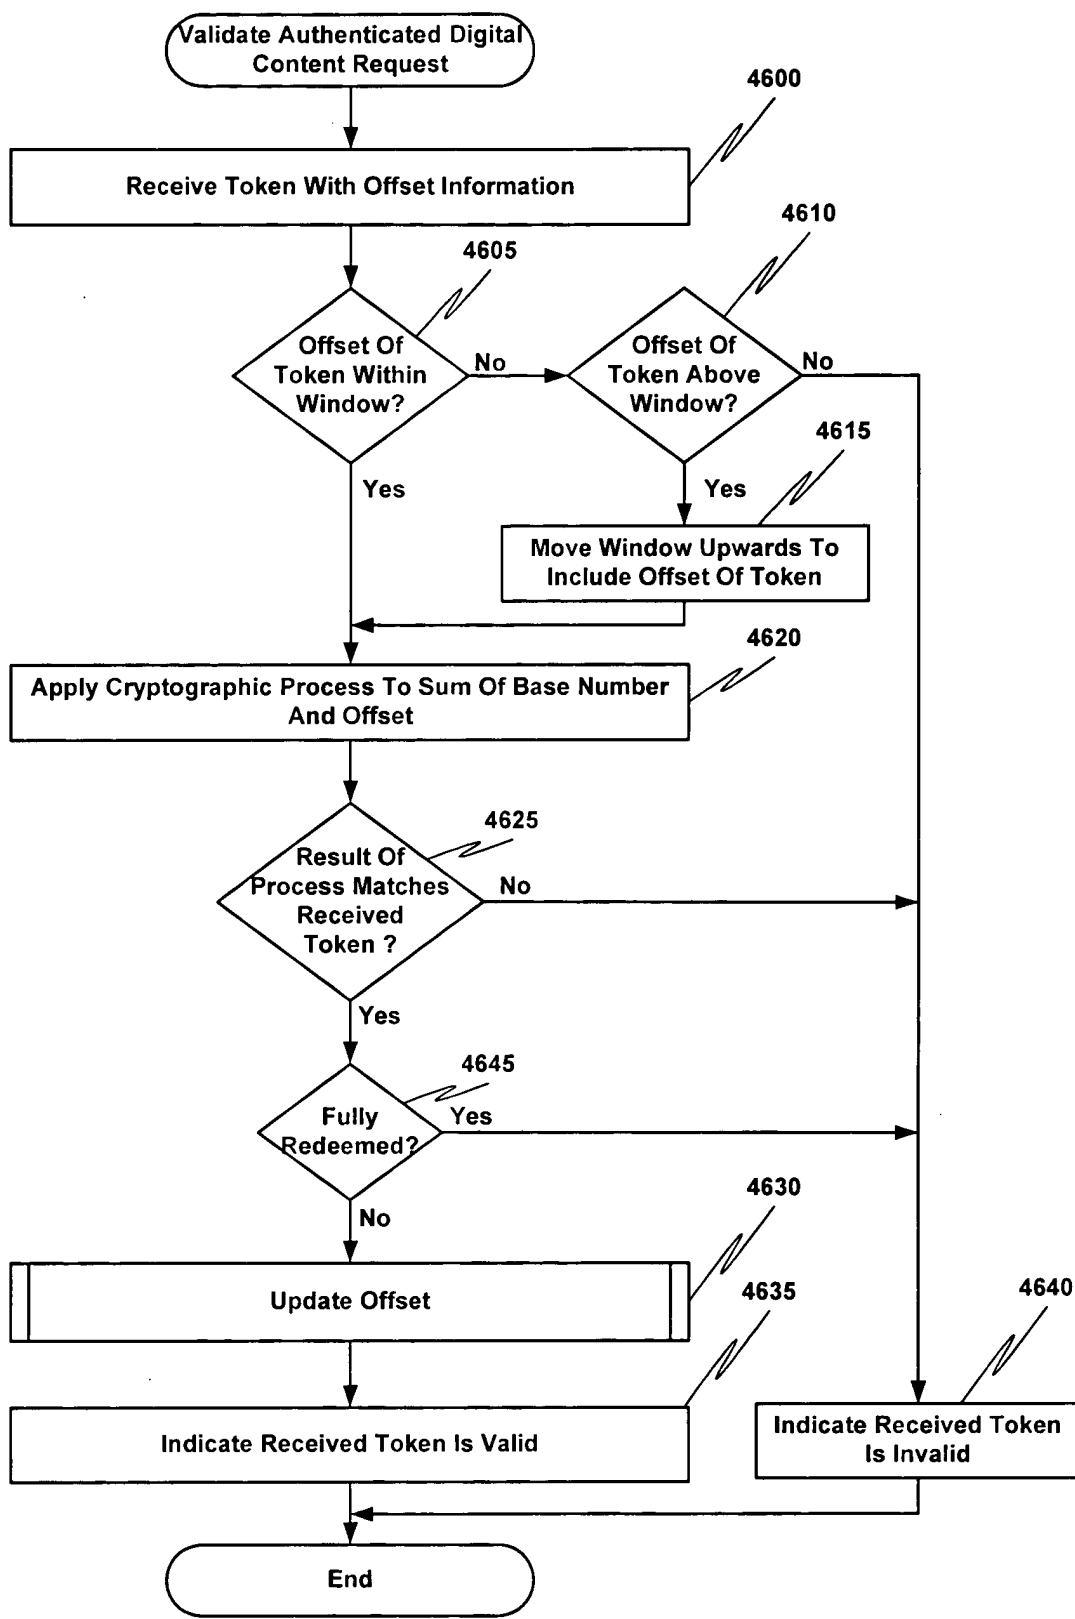 Validate Authenticated Digital
Content Request
4600
Receive Token With Offset Information
4610
4605
Offset Of
Token Within
Window?
No
Offset Of
Token Above
Window?
No
4615
Yes
Yes
Move Window Upwards To
Include Offset Of Token
4620
Apply Cryptographic Process To Sum Of Base Number
And Offset
4625
Result Of
Process Matches
Received
Token ?
No
Yes
4645
Fully
Redeemed?
Yes
No
4630
Update Offset
4635
4640
Indicate Received Token Is Valid
Indicate Received Token
Is Invalid
End